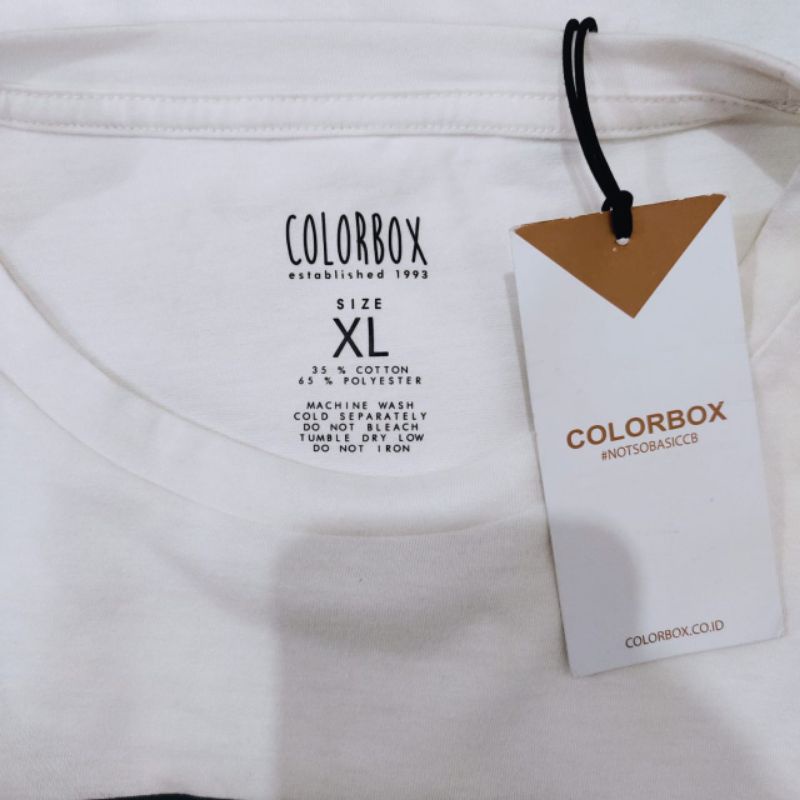 COLORBOX
established 1993
SIZE
XL
35 % COTTON
65 % POLYESTER
MACHINE WASH
COLD SEPARATELY
DO NOT BLEACH
TUMBLE DRY LOW
DO NOT IRON
COLORBOX
#NOTSOBASICCB
COLORBOX.CO.ID